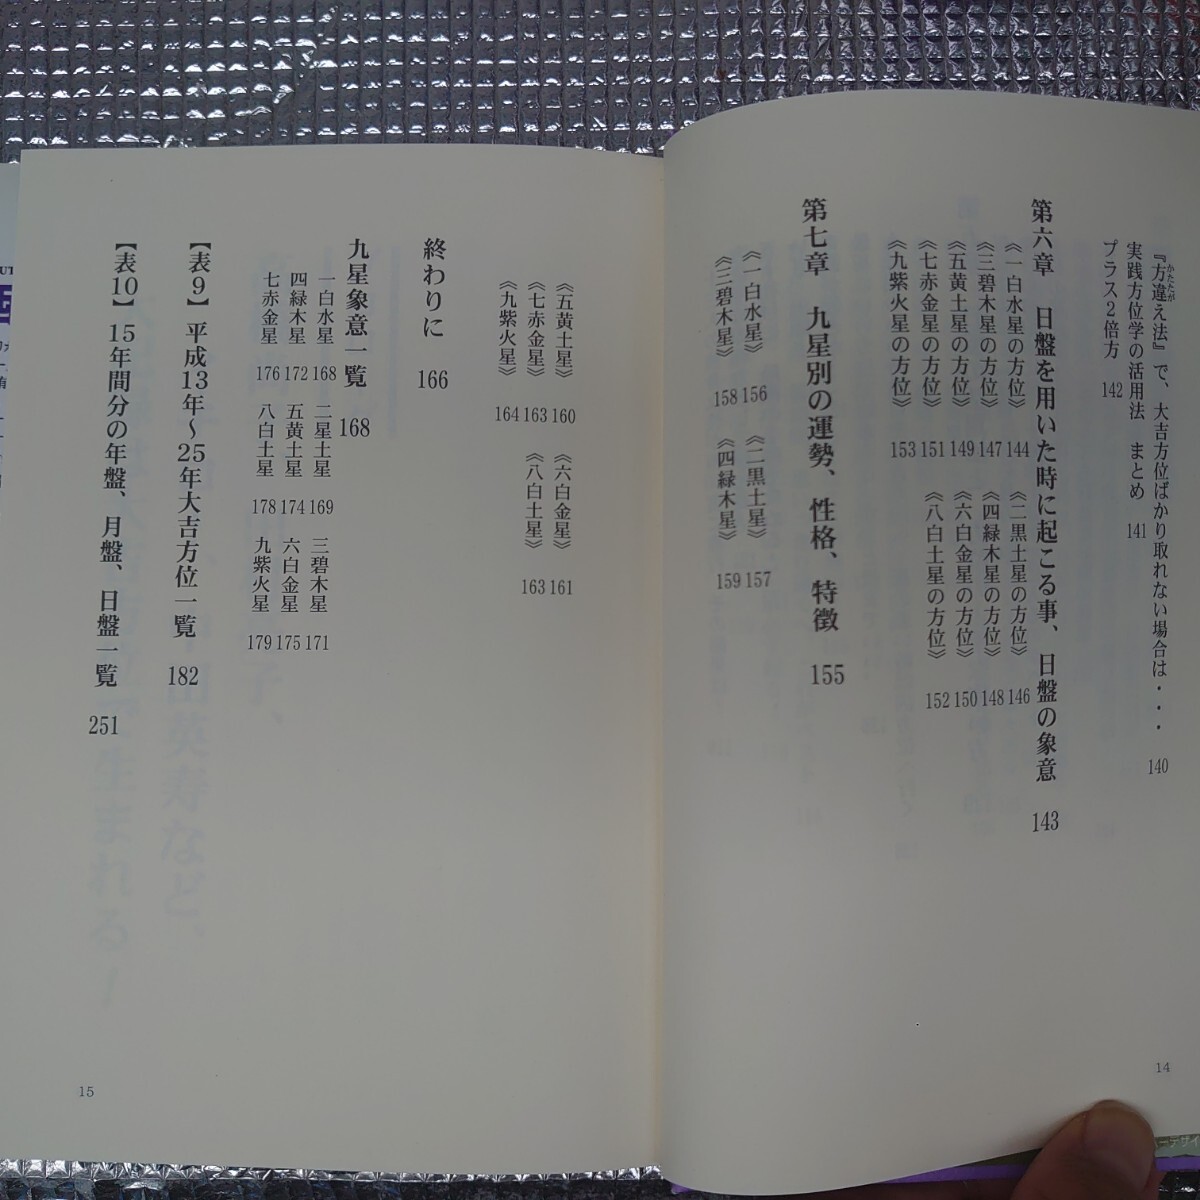 『方違え法』で、大吉方位ばかり取れない場合は・・・ 140
かたたが
実践方位学の活用法 まとめ 141
プラス2倍方 142
第六章 日盤を用いた時に起こる事、日盤の象意 143
《一白水星の方位》 144 《二黒土星の方位》 146
《三碧木星の方位》 147 《四緑木星の方位》 148
《五黄土星の方位》 149 《六白金星の方位》 150
《七赤金星の方位》 151 《八白土星の方位》 152
《九紫火星の方位》 153
第七章 九星別の運勢、性格、特徴 155
《一白水星》 156 《二黒土星》 157
《三碧木星》 158 《四緑木星》 159
14
《五黄土星》 160 《六白金星》 161
《七赤金星》 163 《八白土星》 163
《九紫火星》 164
終わりに 166
九星象意一覧 168
一白水星 168 二星土星 169 三碧木星 171
四緑木星 172 五黄土星 174 六白金星 175
七赤金星 176 八白土星 178 九紫火星 179
【表9】 平成13年〜25年大吉方位一覧 182
【表10】 15年間分の年盤、月盤、日盤一覧 251
15